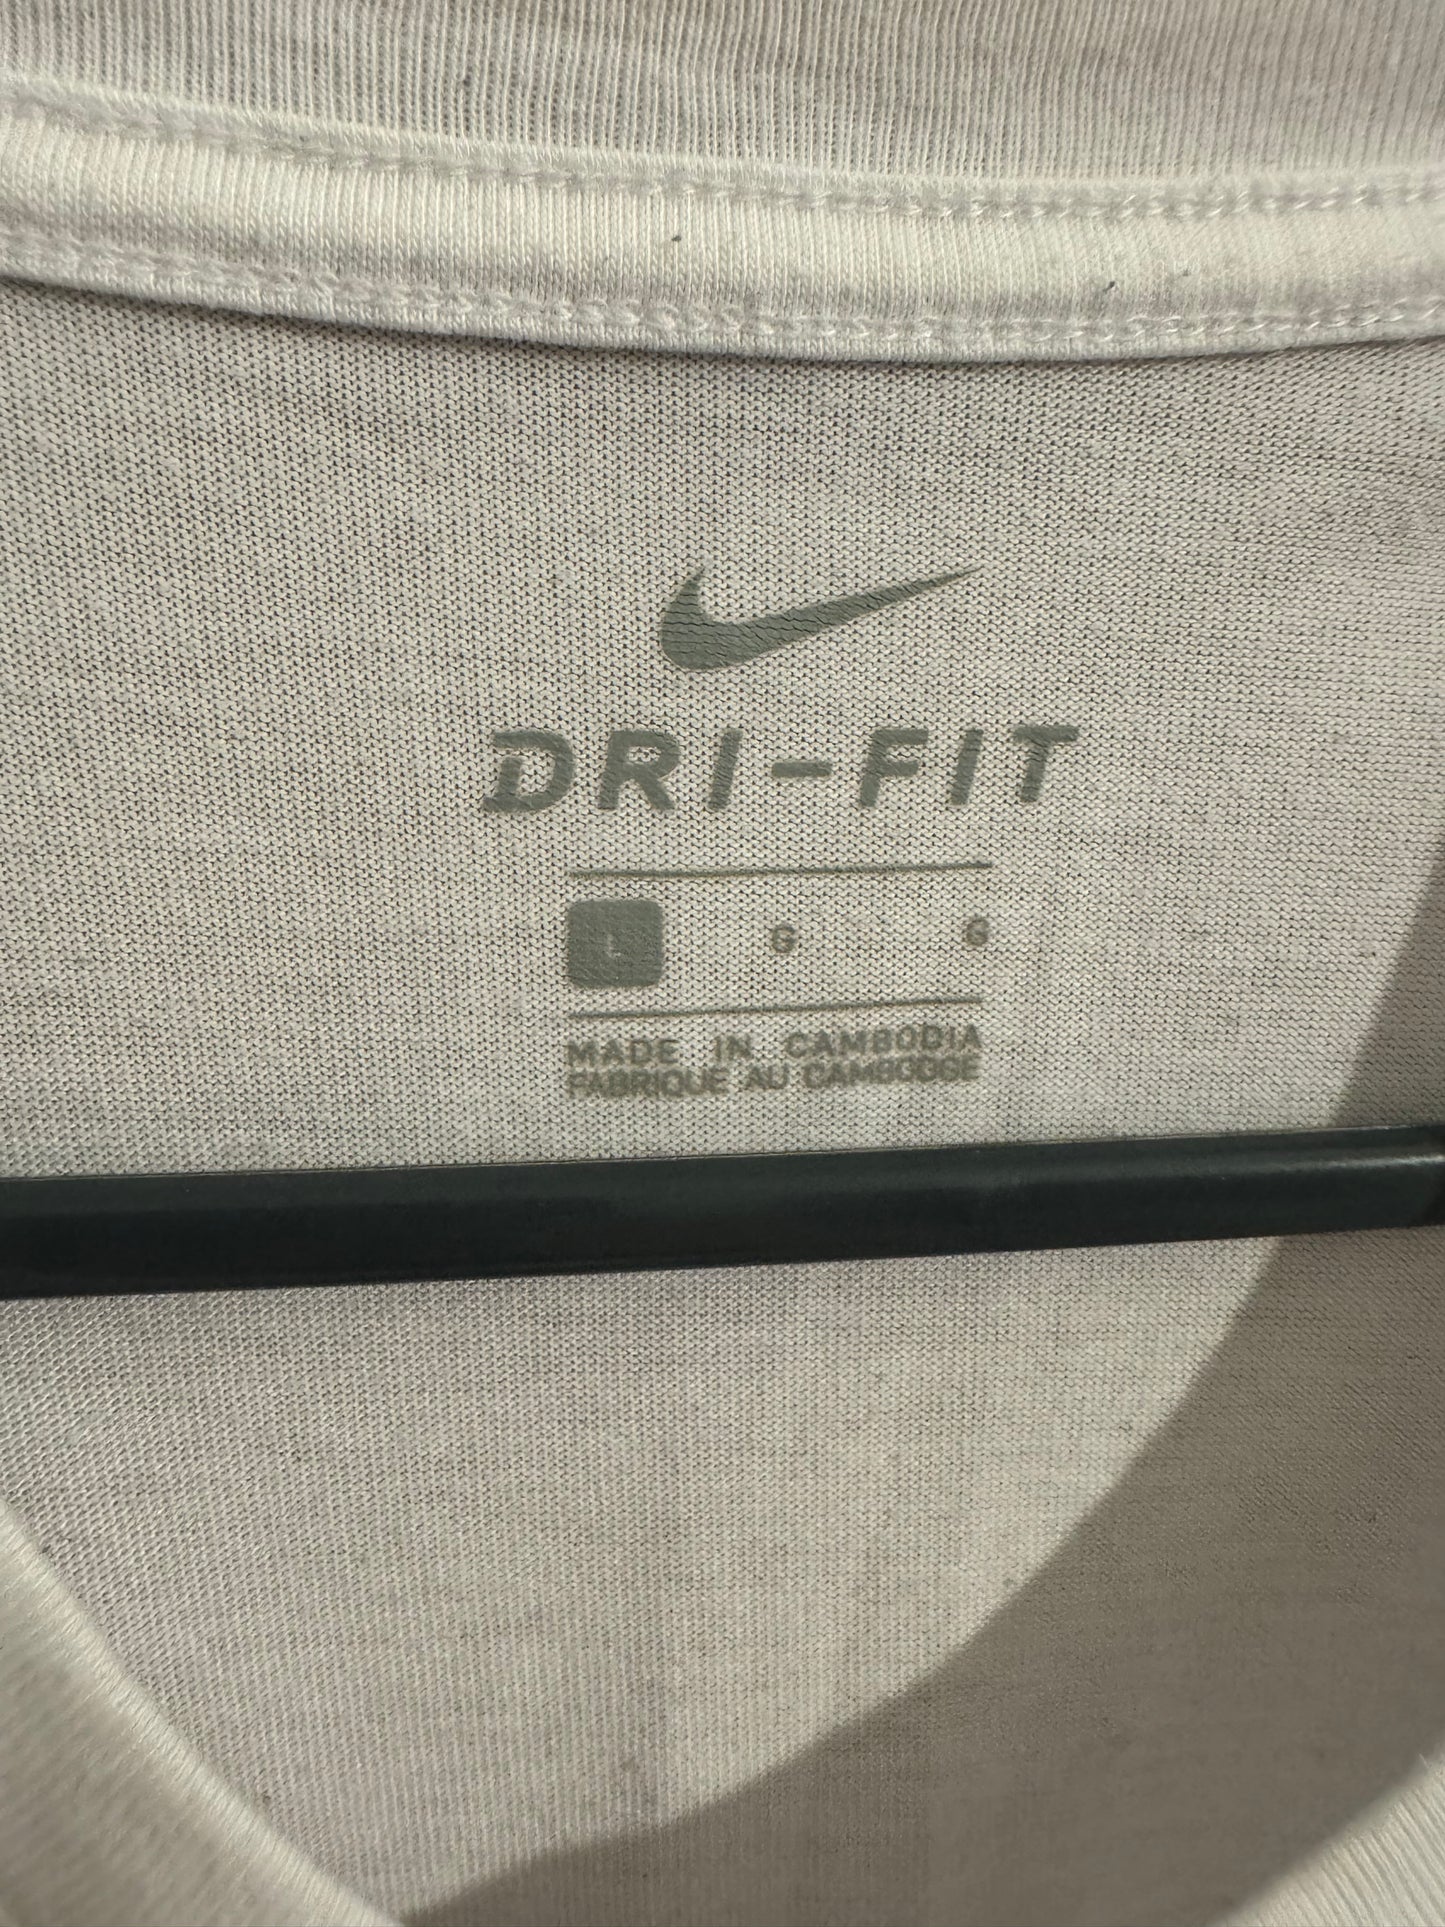 DRI-FIT
L G G
MADE IN CAMBODIA
FABRIQUE AU CAMBODGE